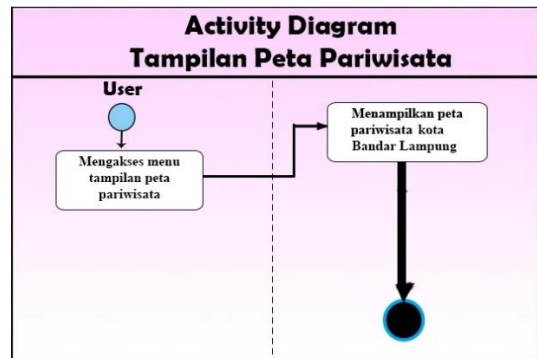 Activity Diagram
Tampilan Peta Pariwisata
User
Mengakses menu
tampilan peta
pariwisata
Menampilkan peta
pariwisata kota
Bandar Lampung